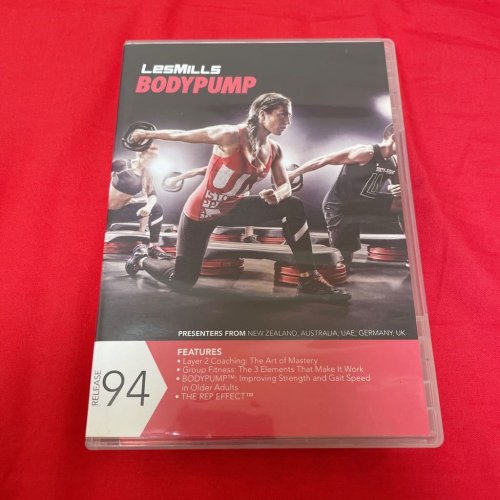 LesMills
BODYPUMP
PRESENTERS FROM NEW ZEALAND, AUSTRALIA, UAE, GERMANY, UK
FEATURES
• Layer 2 Coaching: The Art of Mastery
• Group Fitness: The 3 Elements That Make It Work
• BODYPUMP™: Improving Strength and Gait Speed
in Older Adults
• THE REP EFFECT™
RELEASE
94